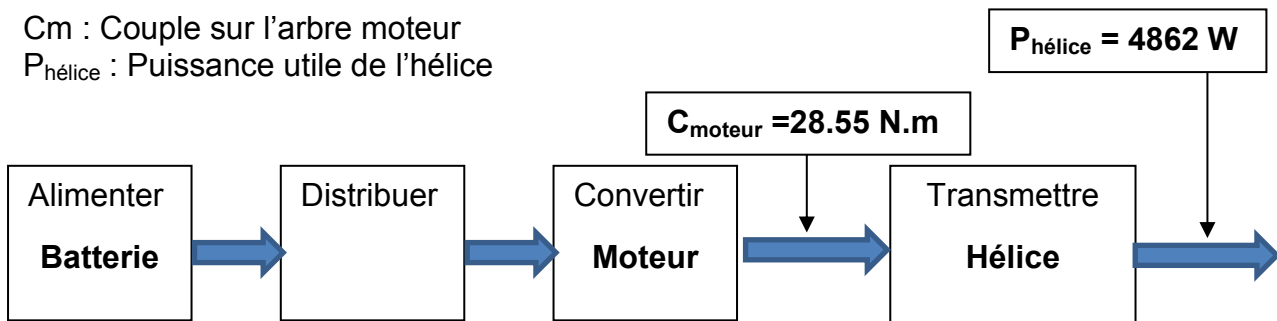 Cm : Couple sur l’arbre moteur
Phélice : Puissance utile de l’hélice
Phélice = 4862 W
Cmoteur =28.55 N.m
Alimenter
Batterie
Distribuer
Convertir
Moteur
Transmettre
Hélice